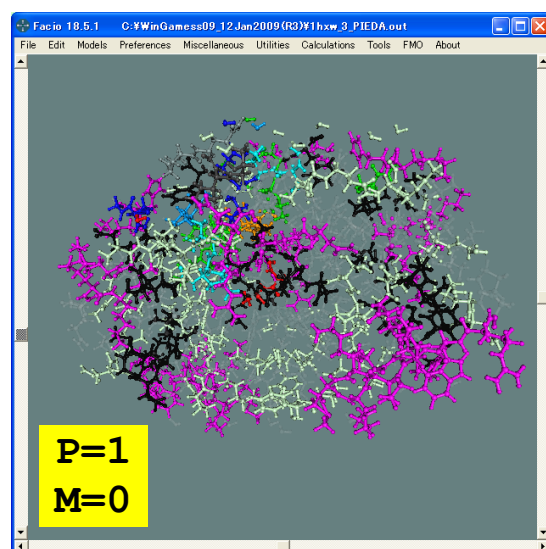 Facio 18.5.1 C:¥WinGamess09_12Jan2009(R3)¥1hxw_3_PIEDA.out
File Edit Models Preferences Miscellaneous Utilities Calculations Tools FMO About
P=1
M=0